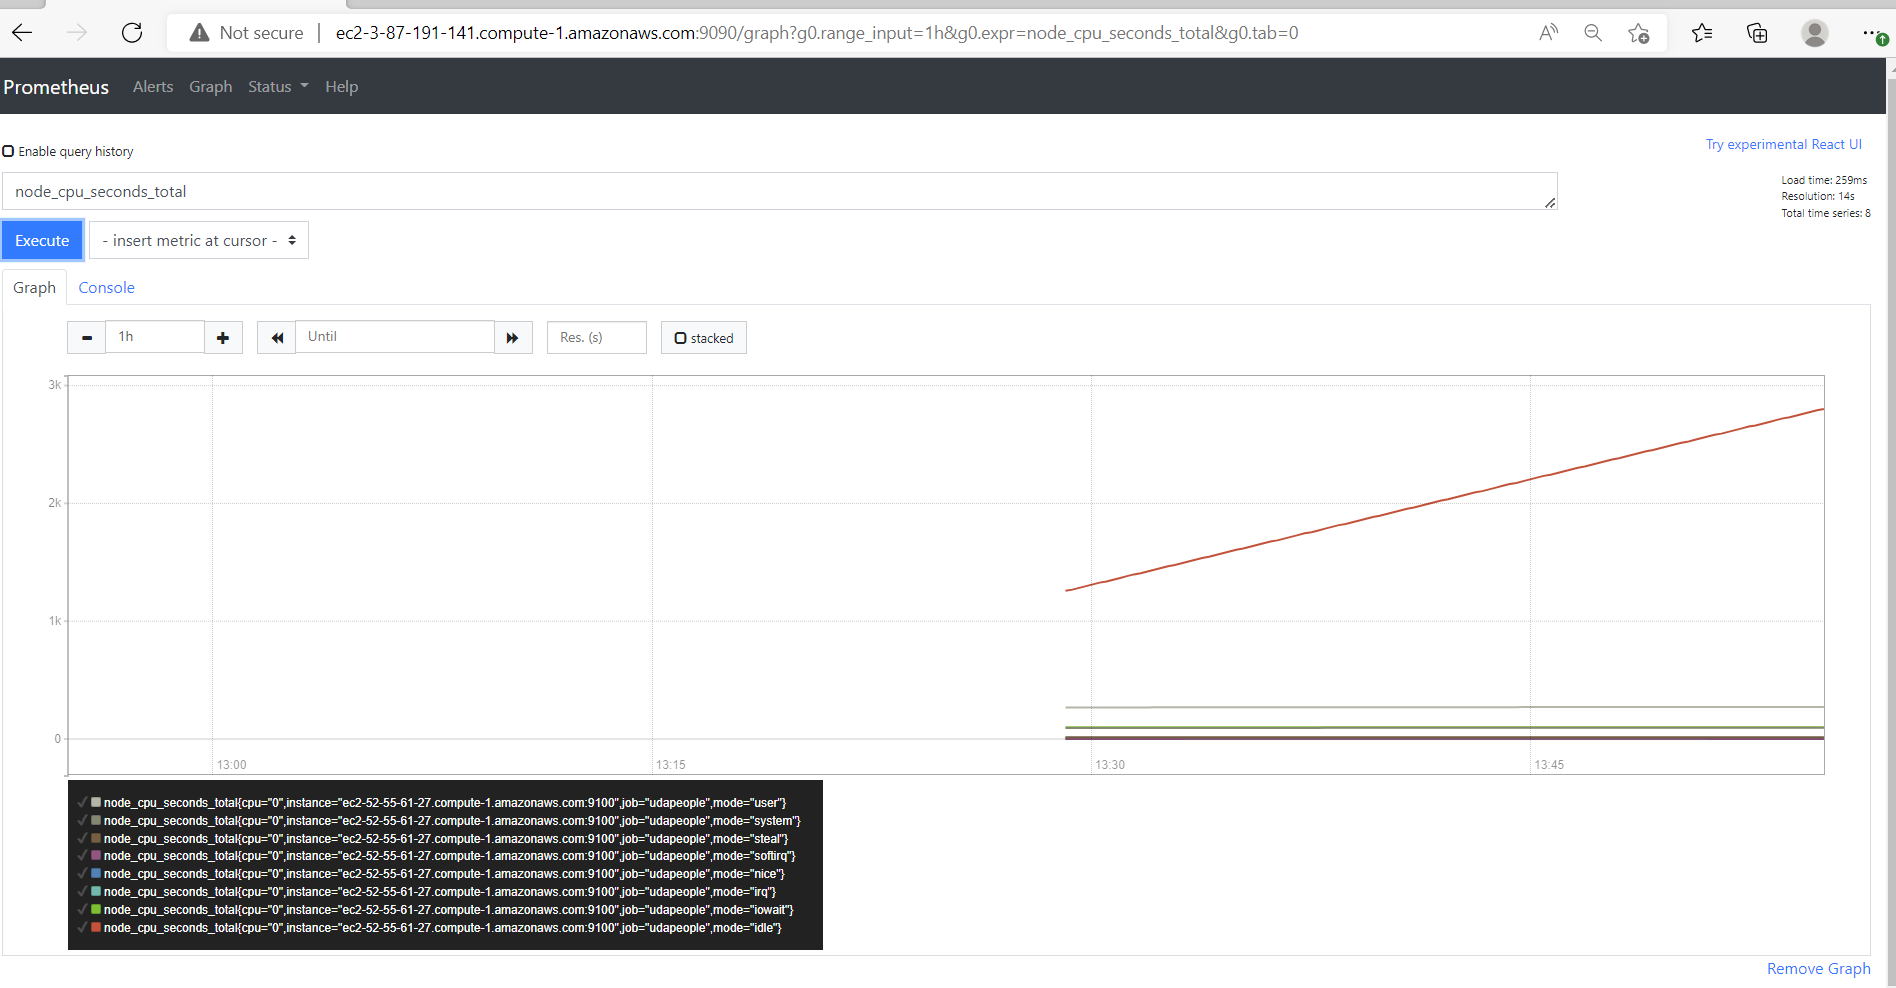 Not secure | ec2-3-87-191-141.compute-1.amazonaws.com:9090/graph?g0.range_input=1h&g0.expr=node_cpu_seconds_total&g0.tab=0
Prometheus Alerts Graph Status Help
Enable query history
Try experimental React UI
node_cpu_seconds_total
Load time: 259ms
Resolution: 14s
Total time series: 8
Execute - insert metric at cursor -
Graph Console
1h Until Res. (s) stacked
3k
2k
1k
0
13:00 13:15 13:30 13:45
node_cpu_seconds_total{cpu="0",instance="ec2-52-55-61-27.compute-1.amazonaws.com:9100",job="udapeople",mode="user"}
node_cpu_seconds_total{cpu="0",instance="ec2-52-55-61-27.compute-1.amazonaws.com:9100",job="udapeople",mode="system"}
node_cpu_seconds_total{cpu="0",instance="ec2-52-55-61-27.compute-1.amazonaws.com:9100",job="udapeople",mode="steal"}
node_cpu_seconds_total{cpu="0",instance="ec2-52-55-61-27.compute-1.amazonaws.com:9100",job="udapeople",mode="softirq"}
node_cpu_seconds_total{cpu="0",instance="ec2-52-55-61-27.compute-1.amazonaws.com:9100",job="udapeople",mode="nice"}
node_cpu_seconds_total{cpu="0",instance="ec2-52-55-61-27.compute-1.amazonaws.com:9100",job="udapeople",mode="irq"}
node_cpu_seconds_total{cpu="0",instance="ec2-52-55-61-27.compute-1.amazonaws.com:9100",job="udapeople",mode="iowait"}
node_cpu_seconds_total{cpu="0",instance="ec2-52-55-61-27.compute-1.amazonaws.com:9100",job="udapeople",mode="idle"}
Remove Graph